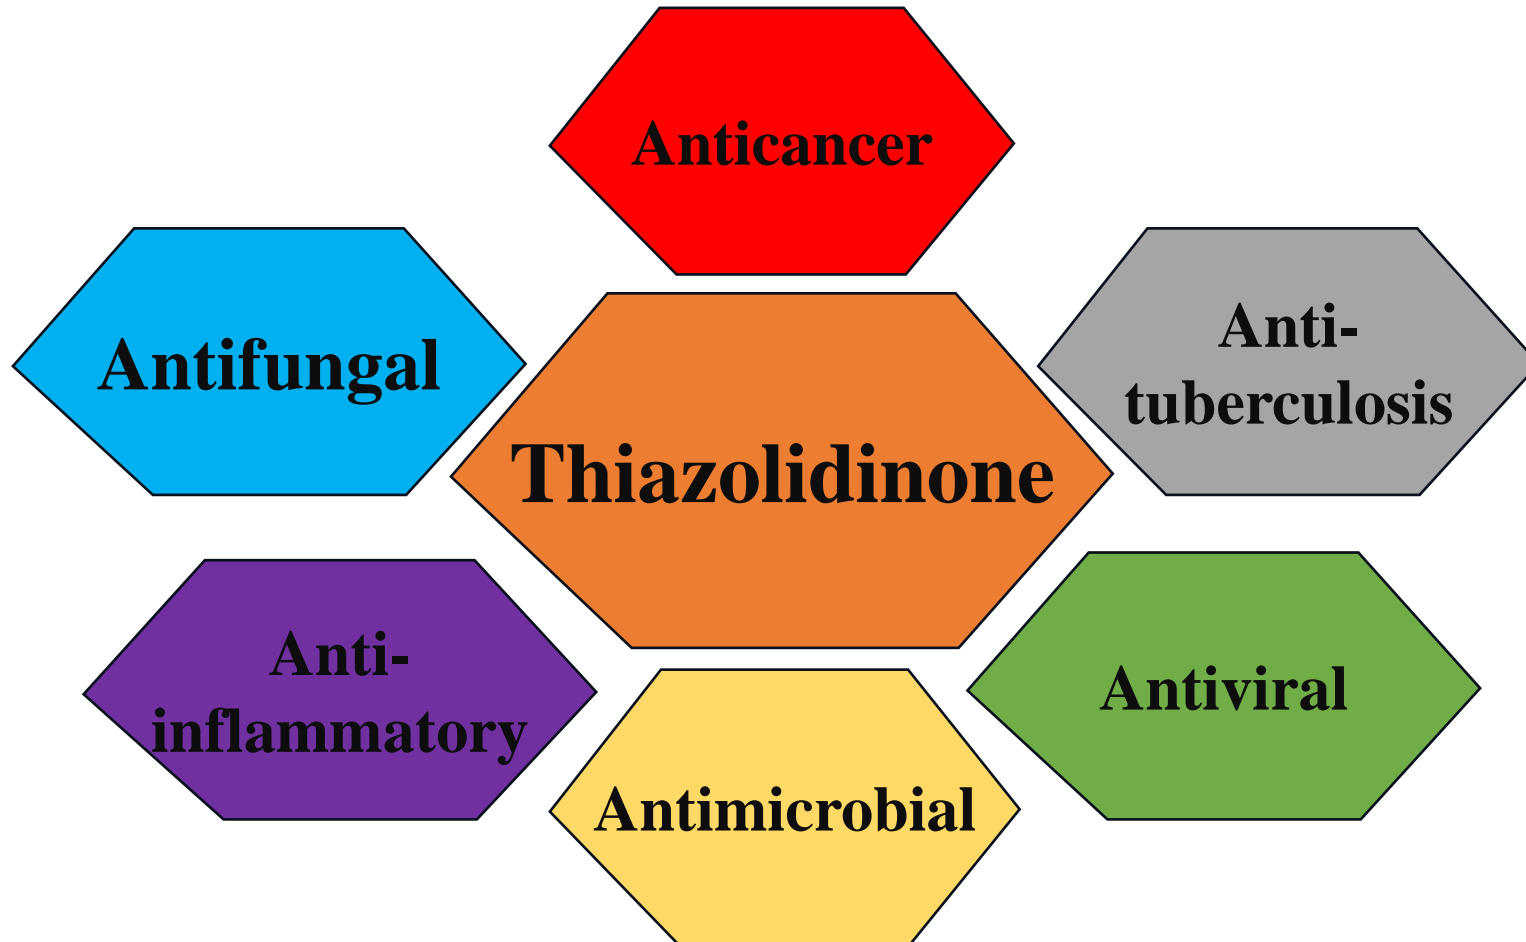 Anticancer
Antifungal
Anti-
tuberculosis
Thiazolidinone
Anti-
inflammatory
Antiviral
Antimicrobial